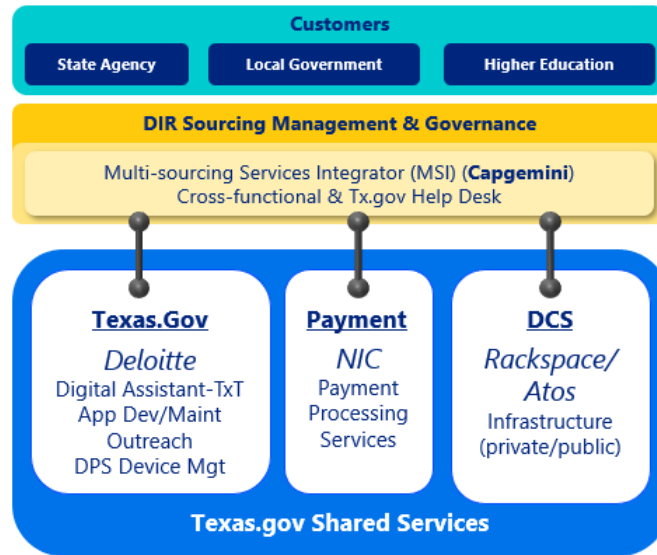 Customers
State Agency
Local Government
Higher Education
DIR Sourcing Management & Governance
Multi-sourcing Services Integrator (MSI) (Capgemini)
Cross-functional & Tx.gov Help Desk
Texas.Gov
Deloitte
Digital Assistant-TxT
App Dev/Maint
Outreach
DPS Device Mgt
Payment
NIC
Payment
Processing
Services
DCS
Rackspace/
Atos
Infrastructure
(private/public)
Texas.gov Shared Services